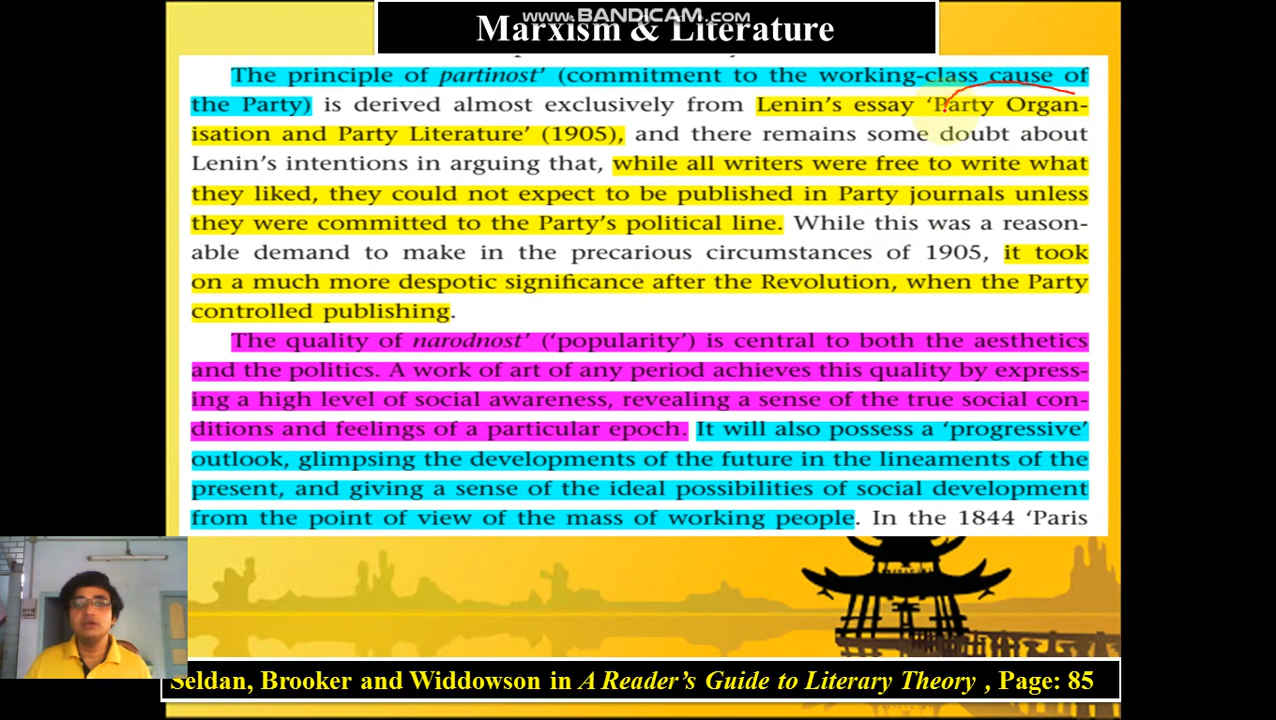 www.BANDICAM.com
Marxism & Literature
The principle of partinost' (commitment to the working-class cause of
the Party) is derived almost exclusively from Lenin's essay 'Party Organ-
isation and Party Literature' (1905), and there remains some doubt about
Lenin's intentions in arguing that, while all writers were free to write what
they liked, they could not expect to be published in Party journals unless
they were committed to the Party's political line. While this was a reason-
able demand to make in the precarious circumstances of 1905, it took
on a much more despotic significance after the Revolution, when the Party
controlled publishing.
The quality of narodnost' ('popularity') is central to both the aesthetics
and the politics. A work of art of any period achieves this quality by express-
ing a high level of social awareness, revealing a sense of the true social con-
ditions and feelings of a particular epoch. It will also possess a 'progressive'
outlook, glimpsing the developments of the future in the lineaments of the
present, and giving a sense of the ideal possibilities of social development
from the point of view of the mass of working people. In the 1844 'Paris
Seldan, Brooker and Widdowson in A Reader's Guide to Literary Theory , Page: 85